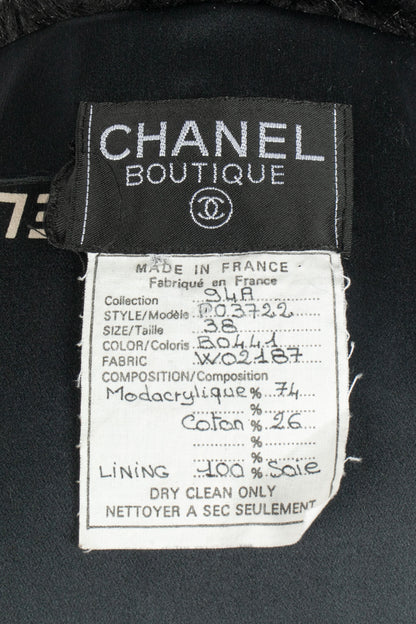 CHANEL
BOUTIQUE
MADE IN FRANCE
Fabriqué en France
Collection 94A
STYLE/Modèle P03722
SIZE/Taille 38
COLOR/Coloris B0441
FABRIC W02187
COMPOSITION/Composition
Modacrylique % 74
Coton % 26
%
%
LINING 100 % Soie
DRY CLEAN ONLY
NETTOYER A SEC SEULEMENT
EL